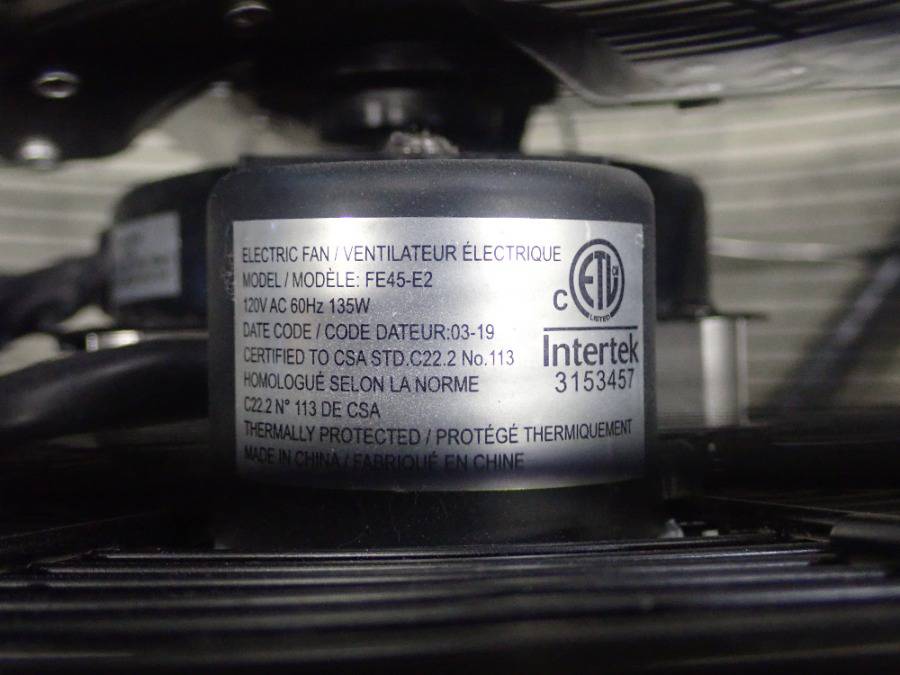 ELECTRIC FAN / VENTILATEUR ÉLECTRIQUE
MODEL / MODÈLE: FE45-E2
120V AC 60Hz 135W
DATE CODE / CODE DATEUR:03-19
CERTIFIED TO CSA STD.C22.2 No.113
HOMOLOGUÉ SELON LA NORME
C22.2 N° 113 DE CSA
THERMALLY PROTECTED / PROTÉGÉ THERMIQUEMENT
MADE IN CHINA / FABRIQUÉ EN CHINE
C ETL
LISTED
Intertek
3153457